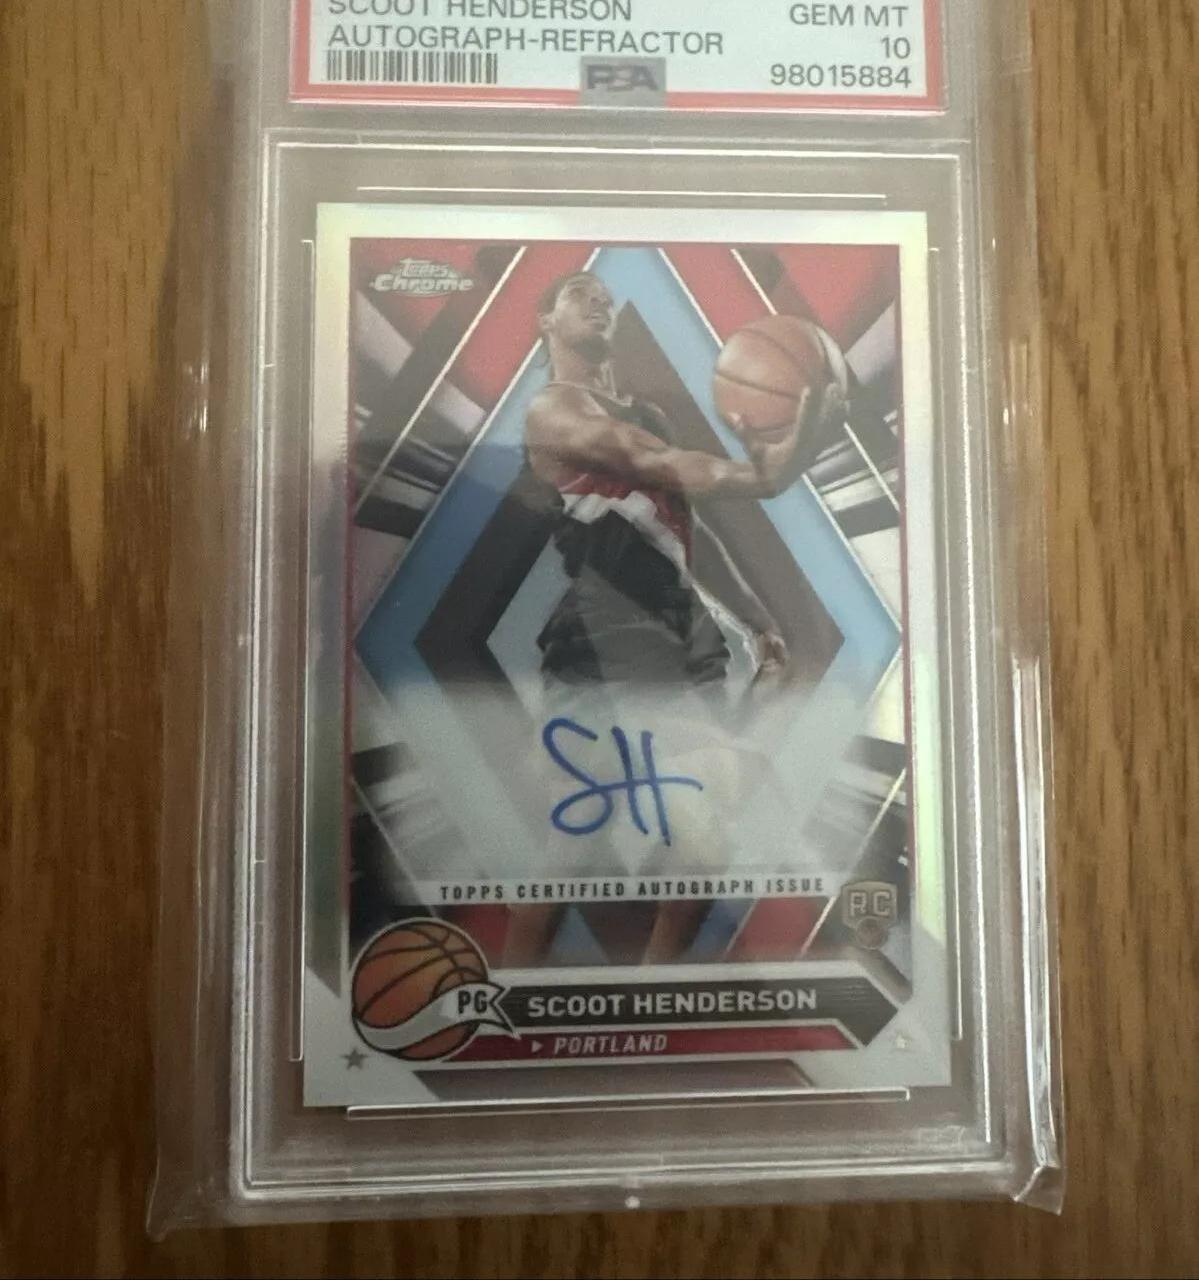 SCOOT HENDERSON
GEM MT
AUTOGRAPH-REFRACTOR
10
PSA
98015884
Topps
Chrome
SH
TOPPS CERTIFIED AUTOGRAPH ISSUE
RC
PG
SCOOT HENDERSON
PORTLAND